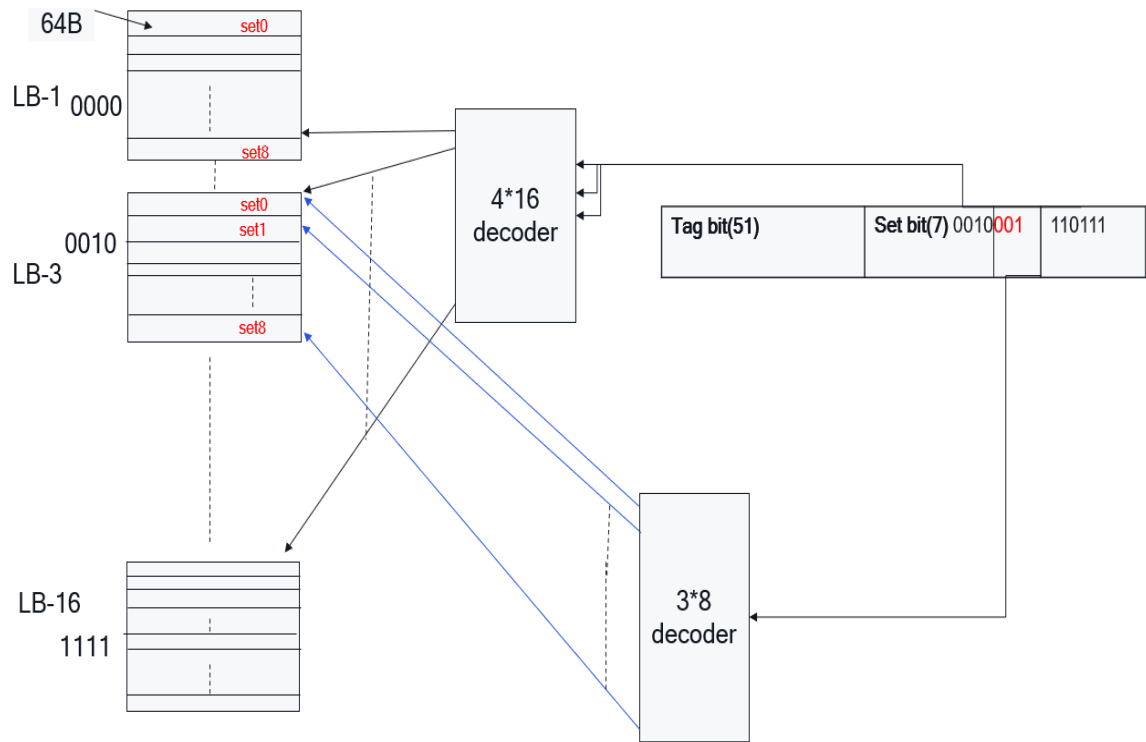 64B
set0
LB-1 0000
set8
set0
set1
0010
LB-3
set8
4*16
decoder
Tag bit(51)
Set bit(7) 0010001
110111
LB-16
1111
3*8
decoder